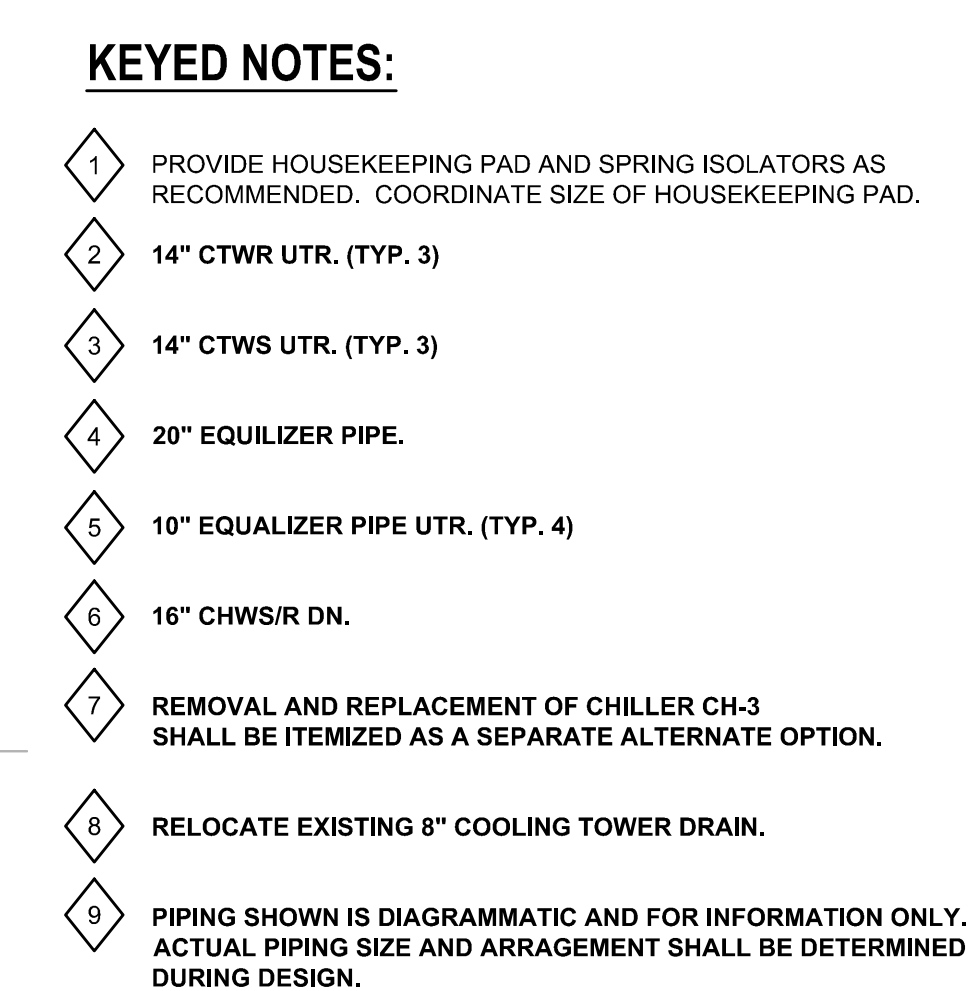 KEYED NOTES:
1 PROVIDE HOUSEKEEPING PAD AND SPRING ISOLATORS AS
RECOMMENDED. COORDINATE SIZE OF HOUSEKEEPING PAD.
2 14" CTWR UTR. (TYP. 3)
3 14" CTWS UTR. (TYP. 3)
4 20" EQUILIZER PIPE.
5 10" EQUALIZER PIPE UTR. (TYP. 4)
6 16" CHWS/R DN.
7 REMOVAL AND REPLACEMENT OF CHILLER CH-3
SHALL BE ITEMIZED AS A SEPARATE ALTERNATE OPTION.
8 RELOCATE EXISTING 8" COOLING TOWER DRAIN.
9 PIPING SHOWN IS DIAGRAMMATIC AND FOR INFORMATION ONLY.
ACTUAL PIPING SIZE AND ARRAGEMENT SHALL BE DETERMINED
DURING DESIGN.